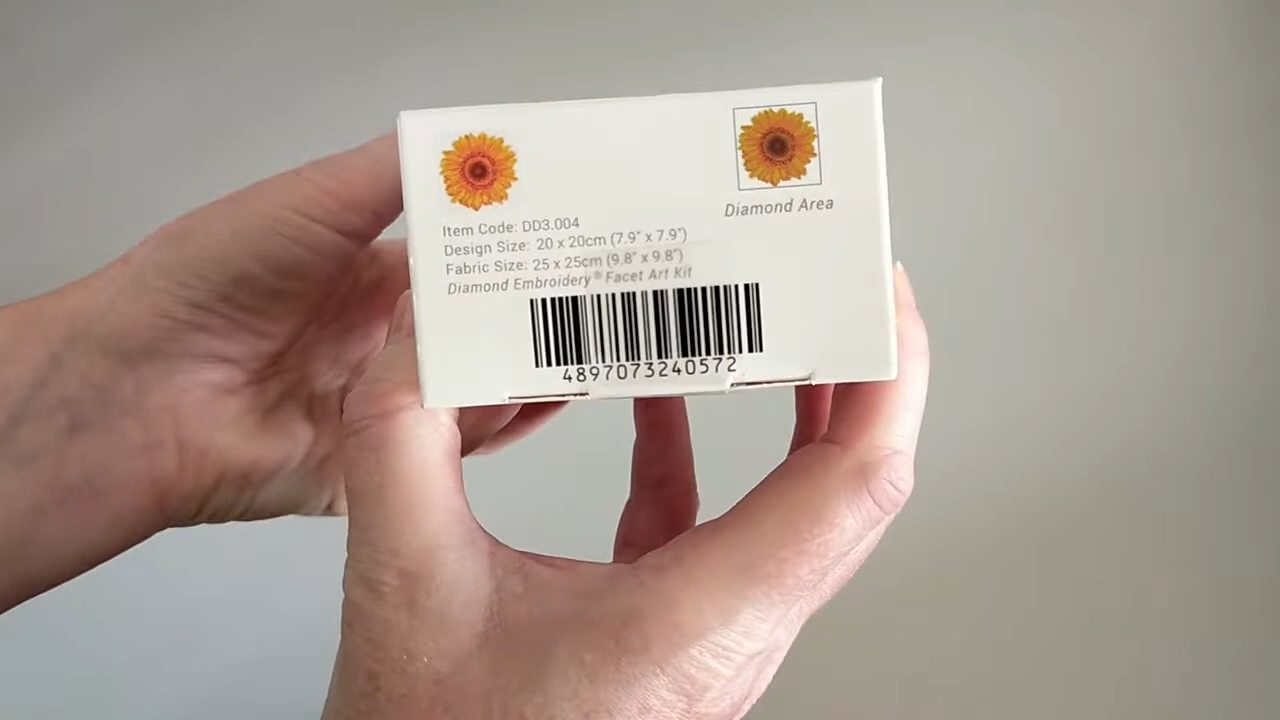 Item Code: DD3.004
Design Size: 20 x 20cm (7.9" x 7.9")
Fabric Size: 25 x 25cm (9.8" x 9.8")
Diamond Embroidery® Facet Art Kit
4897073240572
Diamond Area